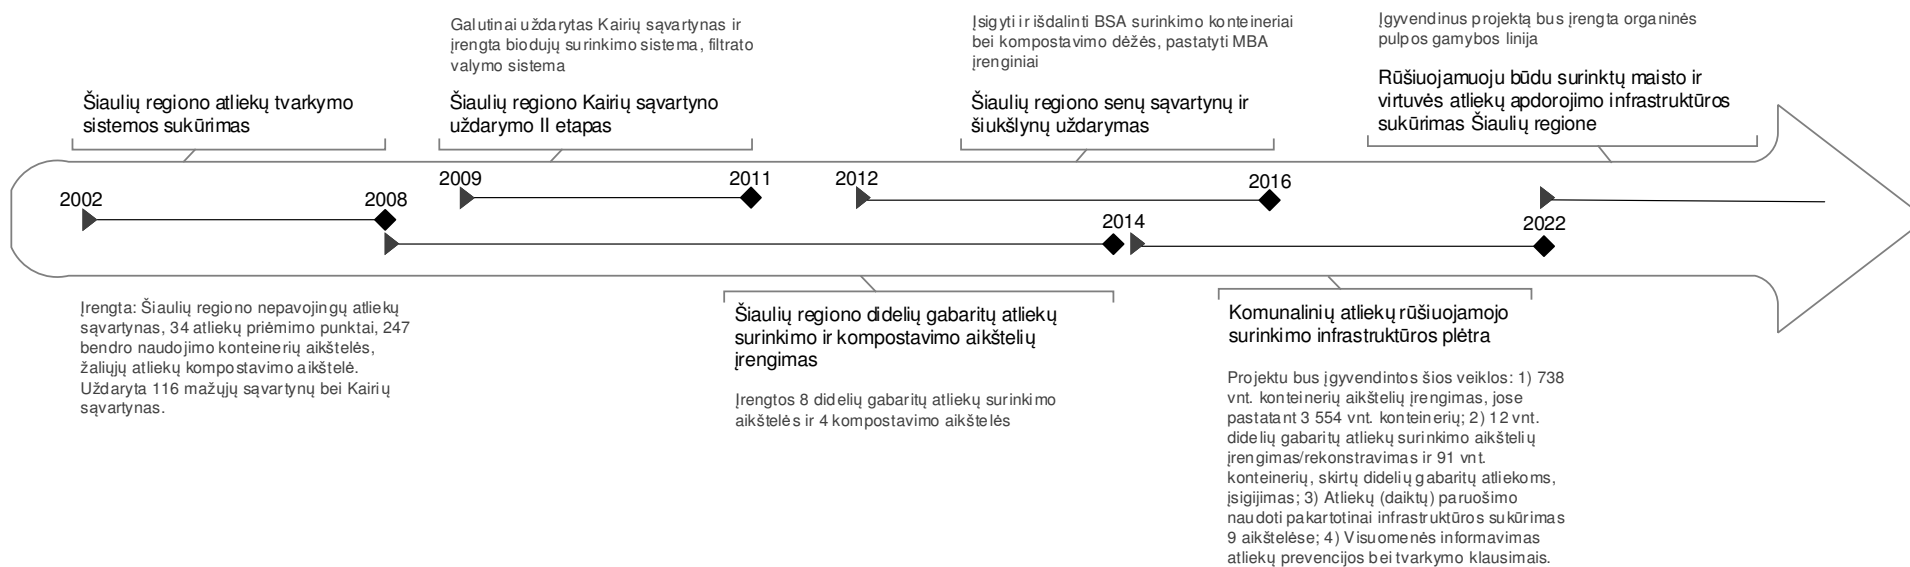 Galutinai uždarytas Kairių sąvartynas ir
įrengta biodujų surinkimo sistema, filtrato
valymo sistema
Įsigyti ir išdalinti BSA surinkimo konteineriai
bei kompostavimo dėžės, pastatyti MBA
įrenginiai
Įgyvendinus projektą bus įrengta organinės
pulpos gamybos linija
Šiaulių regiono atliekų tvarkymo
sistemos sukūrimas
Šiaulių regiono Kairių sąvartyno
uždarymo II etapas
Šiaulių regiono senų sąvartynų ir
šiukšlynų uždarymas
Rūšiuojamuoju būdu surinktų maisto ir
virtuvės atliekų apdorojimo infrastruktūros
sukūrimas Šiaulių regione
2002
2008
2009
2011
2012
2016
2014
2022
Įrengta: Šiaulių regiono nepavojingų atliekų
sąvartynas, 34 atliekų priėmimo punktai, 247
bendro naudojimo konteinerių aikštelės,
žaliųjų atliekų kompostavimo aikštelė.
Uždaryta 116 mažųjų sąvartynų bei Kairių
sąvartynas.
Šiaulių regiono didelių gabaritų atliekų
surinkimo ir kompostavimo aikštelių
įrengimas
Įrengtos 8 didelių gabaritų atliekų surinkimo
aikštelės ir 4 kompostavimo aikštelės
Komunalinių atliekų rūšiuojamojo
surinkimo infrastruktūros plėtra
Projektu bus įgyvendintos šios veiklos: 1) 738
vnt. konteinerių aikštelių įrengimas, jose
pastatant 3 554 vnt. konteinerių; 2) 12 vnt.
didelių gabaritų atliekų surinkimo aikštelių
įrengimas/rekonstravimas ir 91 vnt.
konteinerių, skirtų didelių gabaritų atliekoms,
įsigijimas; 3) Atliekų (daiktų) paruošimo
naudoti pakartotinai infrastruktūros sukūrimas
9 aikštelėse; 4) Visuomenės informavimas
atliekų prevencijos bei tvarkymo klausimais.